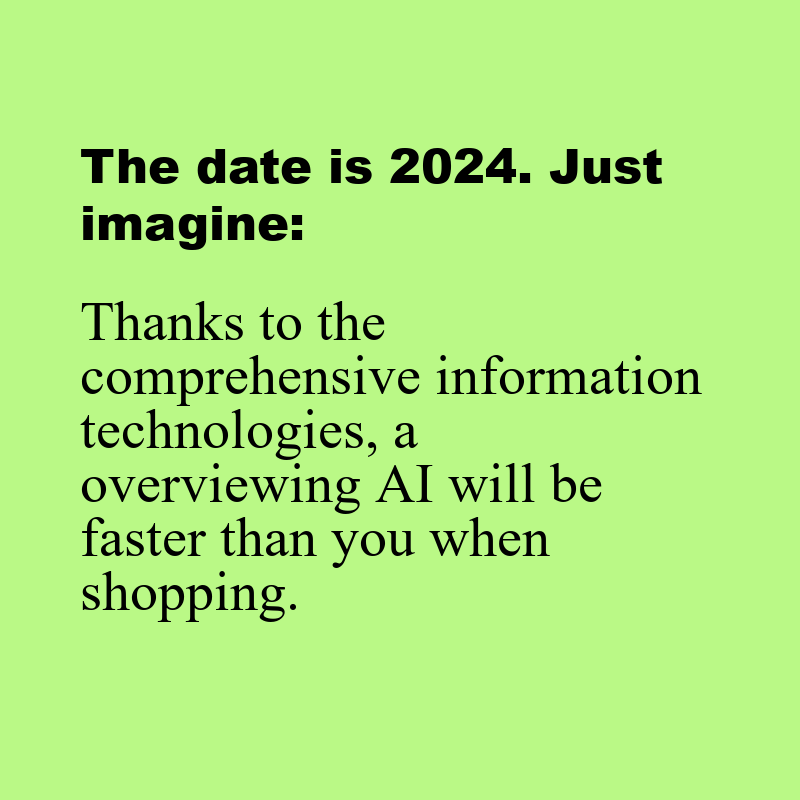 The date is 2024. Just
imagine:
Thanks to the
comprehensive information
technologies, a
overviewing AI will be
faster than you when
shopping.